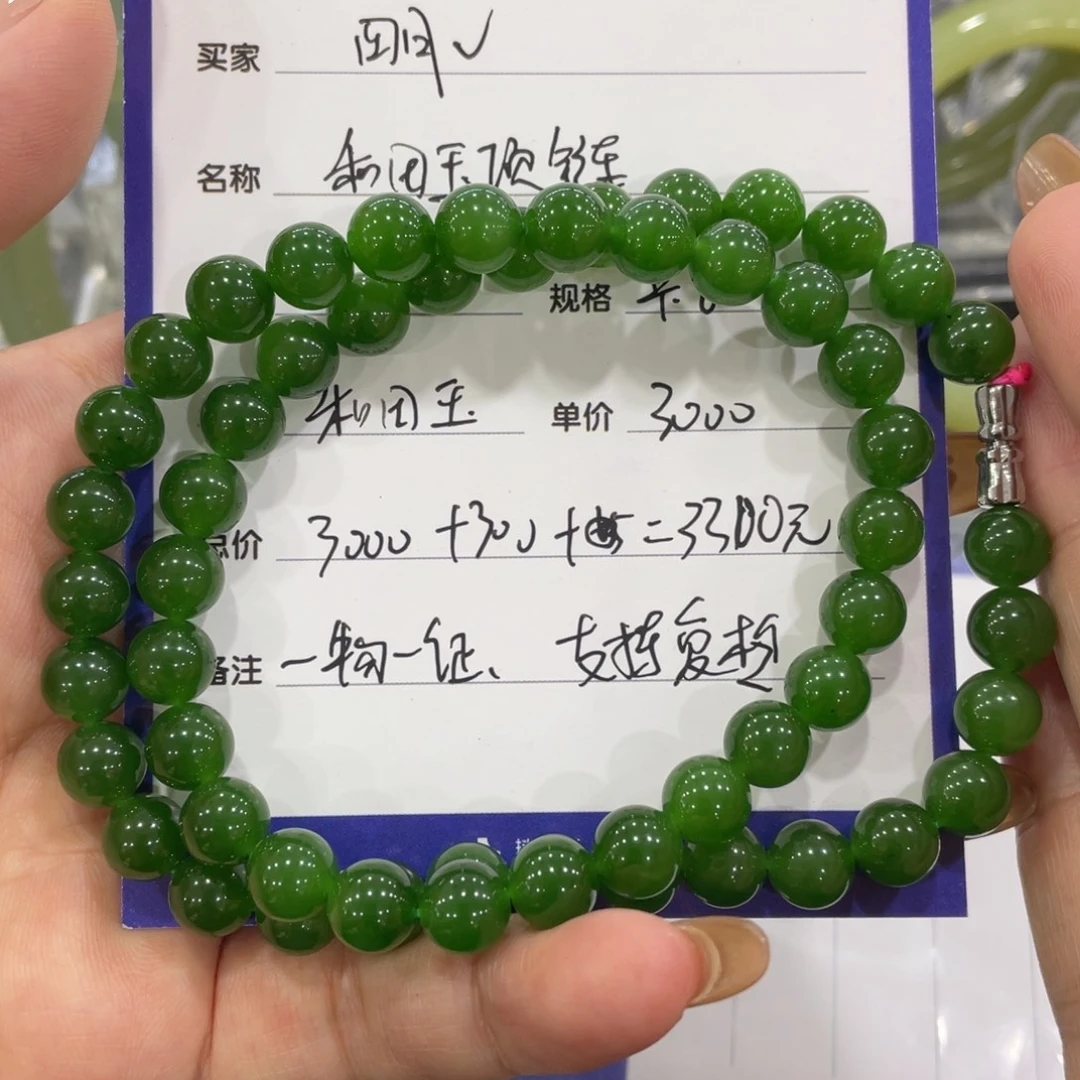 买家
名称 和田玉项链
规格
和田玉 单价 3000
总价 3000 +300 + = 3300元
备注 一物一证、 支持复检